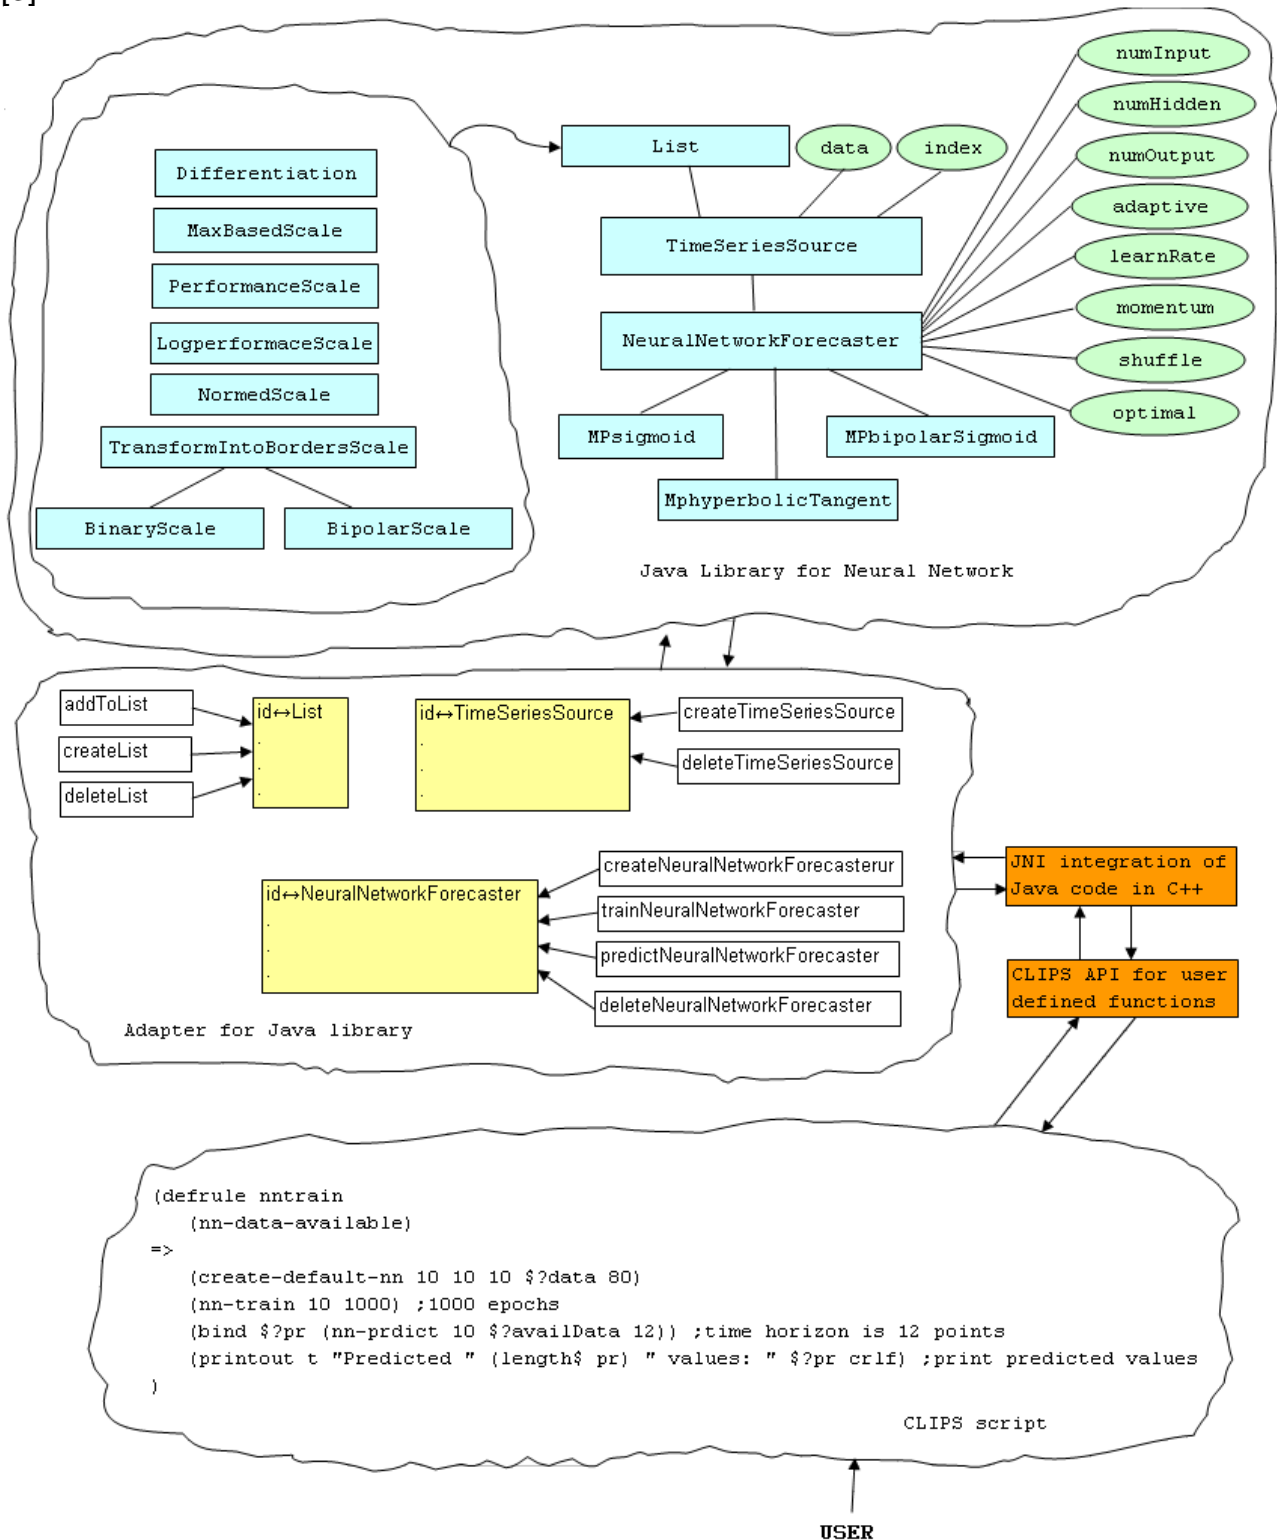 numInput
numHidden
List
data
index
numOutput
Differentiation
adaptive
MaxBasedScale
TimeSeriesSource
learnRate
PerformanceScale
momentum
LogperformaceScale
NeuralNetworkForecaster
shuffle
NormedScale
optimal
TransformIntoBordersScale
MPsigmoid
MPbipolarSigmoid
MphyperbolicTangent
BinaryScale
BipolarScale
Java Library for Neural Network
addToList
createList
deleteList
id↔List
.
.
.
id↔TimeSeriesSource
.
.
.
createTimeSeriesSource
deleteTimeSeriesSource
id↔NeuralNetworkForecaster
.
.
.
createNeuralNetworkForecasterur
trainNeuralNetworkForecaster
predictNeuralNetworkForecaster
deleteNeuralNetworkForecaster
Adapter for Java library
JNI integration of
Java code in C++
CLIPS API for user
defined functions
(defrule nntrain
(nn-data-available)
=>
(create-default-nn 10 10 10 $?data 80)
(nn-train 10 1000) ;1000 epochs
(bind $?pr (nn-prdict 10 $?availData 12)) ;time horizon is 12 points
(printout t "Predicted " (length$ pr) " values: " $?pr crlf) ;print predicted values
)
CLIPS script
USER